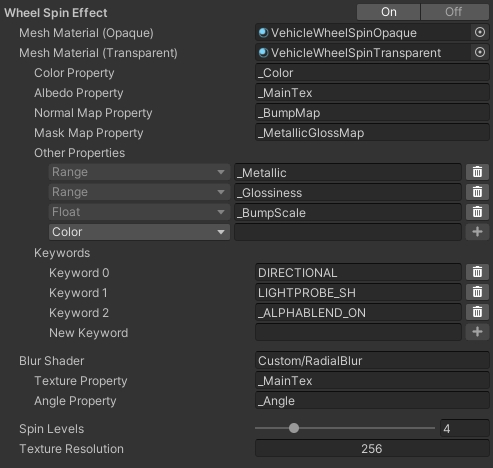 Wheel Spin Effect On Off
Mesh Material (Opaque) VehicleWheelSpinOpaque
Mesh Material (Transparent) VehicleWheelSpinTransparent
Color Property _Color
Albedo Property _MainTex
Normal Map Property _BumpMap
Mask Map Property _MetallicGlossMap
Other Properties
Range _Metallic
Range _Glossiness
Float _BumpScale
Color
Keywords
Keyword 0 DIRECTIONAL
Keyword 1 LIGHTPROBE_SH
Keyword 2 _ALPHABLEND_ON
New Keyword
Blur Shader Custom/RadialBlur
Texture Property _MainTex
Angle Property _Angle
Spin Levels 4
Texture Resolution 256